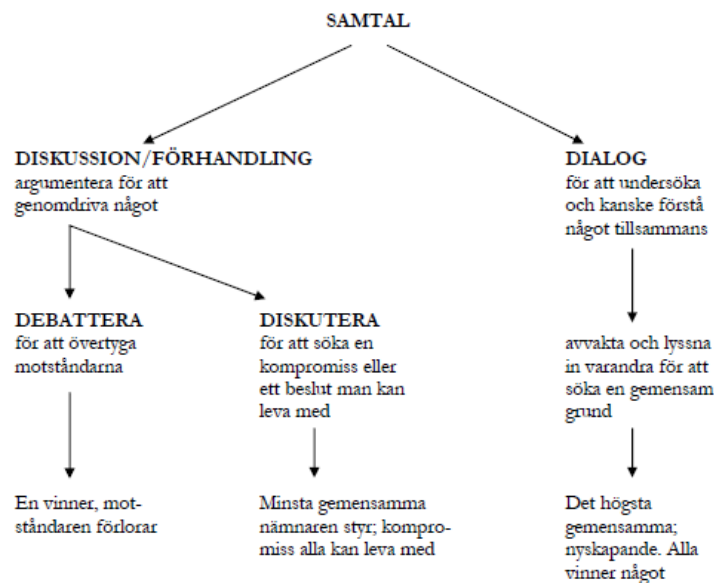 SAMTAL
DISKUSSION/FÖRHANDLING
argumentera för att
genomdriva något
DIALOG
för att undersöka
och kanske förstå
något tillsammans
DEBATTERA
för att övertyga
motståndarna
DISKUTERA
för att söka en
kompromiss eller
ett beslut man kan
leva med
avvakta och lyssna
in varandra för att
söka en gemensam
grund
En vinner, mot-
ståndaren förlorar
Minsta gemensamma
nämnaren styr; kompro-
miss alla kan leva med
Det högsta
gemensamma;
nyskapande. Alla
vinner något